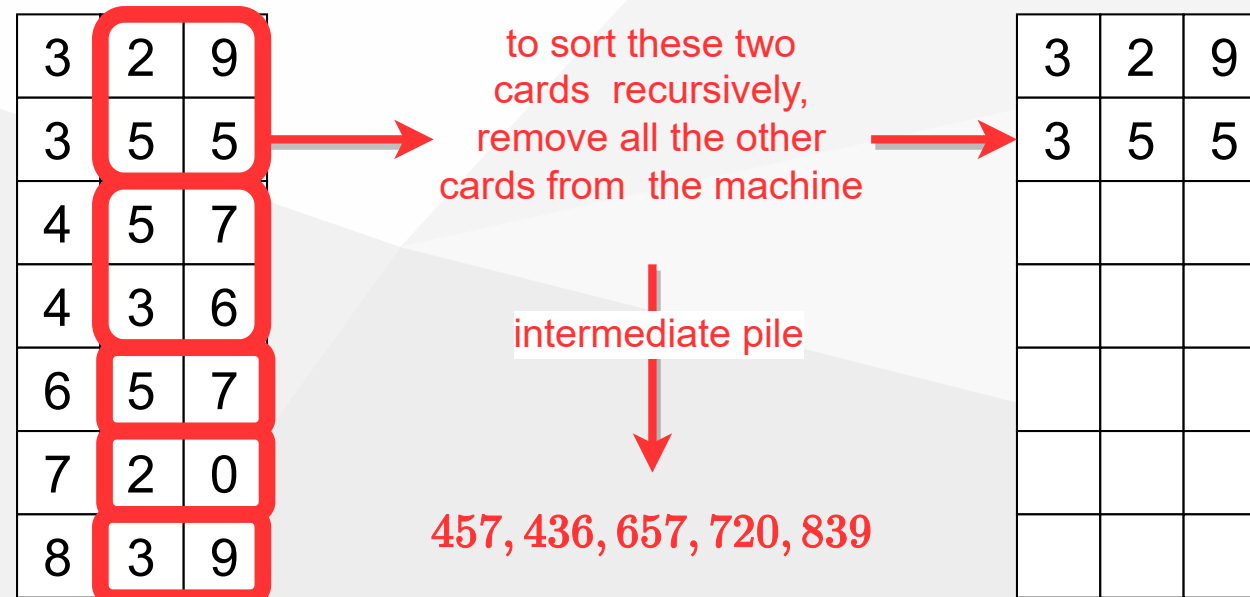 3 2 9
3 5 5
4 5 7
4 3 6
6 5 7
7 2 0
8 3 9
to sort these two
cards recursively,
remove all the other
cards from the machine
intermediate pile
457, 436, 657, 720, 839
3 2 9
3 5 5